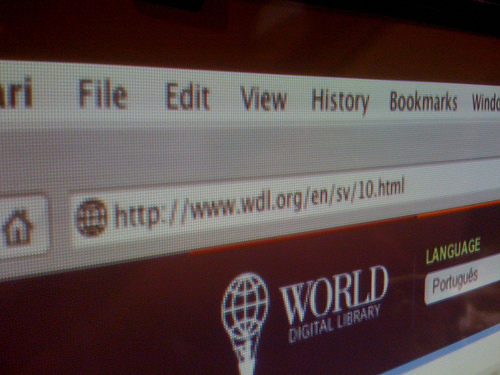 ari File Edit View History Bookmarks Windo
http://www.wdl.org/en/sv/10.html
LANGUAGE
Português
WORLD
DIGITAL LIBRARY